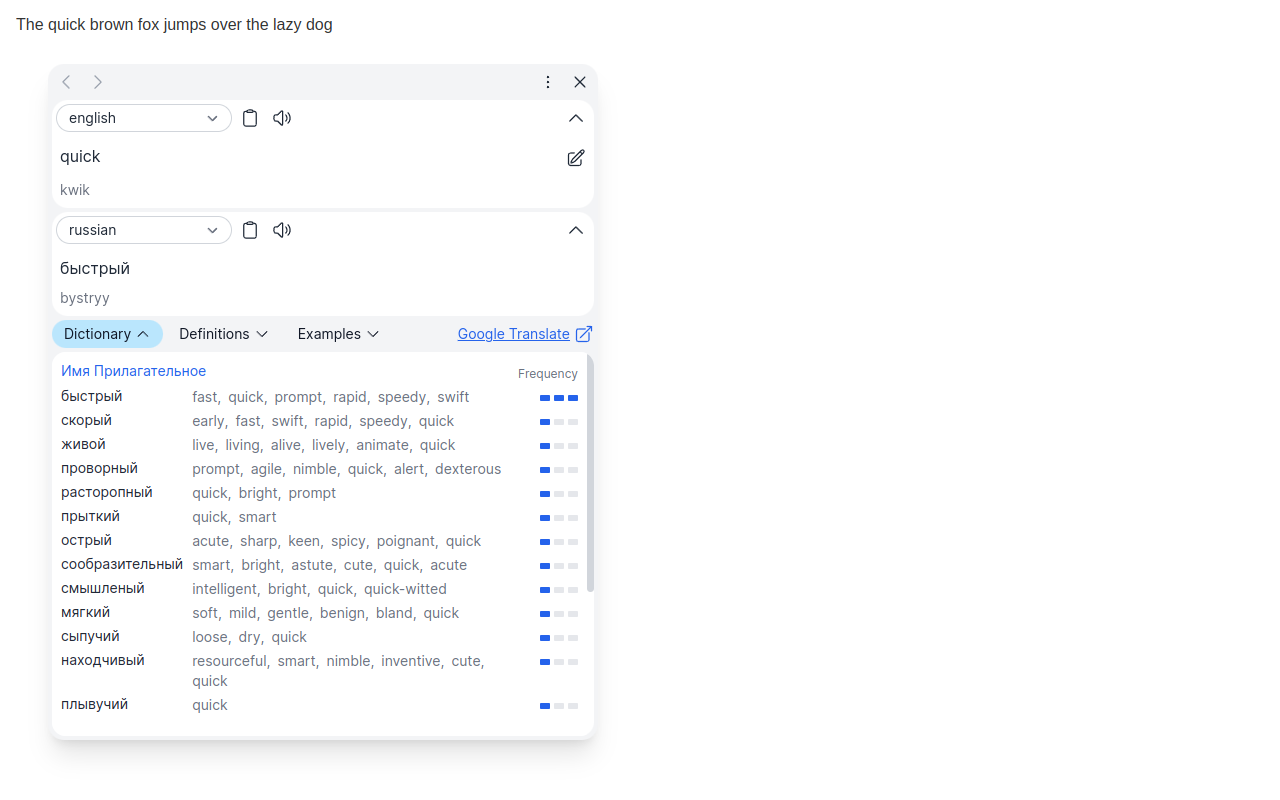 The quick brown fox jumps over the lazy dog
english
quick
kwik
russian
быстрый
bystryy
Dictionary Definitions Examples Google Translate
Имя Прилагательное Frequency
быстрый fast, quick, prompt, rapid, speedy, swift
скорый early, fast, swift, rapid, speedy, quick
живой live, living, alive, lively, animate, quick
проворный prompt, agile, nimble, quick, alert, dexterous
расторопный quick, bright, prompt
прыткий quick, smart
острый acute, sharp, keen, spicy, poignant, quick
сообразительный smart, bright, astute, cute, quick, acute
смышленый intelligent, bright, quick, quick-witted
мягкий soft, mild, gentle, benign, bland, quick
сыпучий loose, dry, quick
находчивый resourceful, smart, nimble, inventive, cute,
quick
плывучий quick